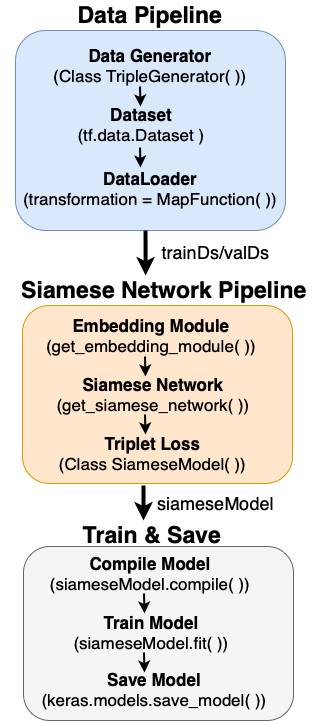 Data Pipeline
Data Generator
(Class TripleGenerator( ))
Dataset
(tf.data.Dataset )
DataLoader
(transformation = MapFunction( ))
trainDs/valDs
Siamese Network Pipeline
Embedding Module
(get_embedding_module( ))
Siamese Network
(get_siamese_network( ))
Triplet Loss
(Class SiameseModel( ))
siameseModel
Train & Save
Compile Model
(siameseModel.compile( ))
Train Model
(siameseModel.fit( ))
Save Model
(keras.models.save_model( ))